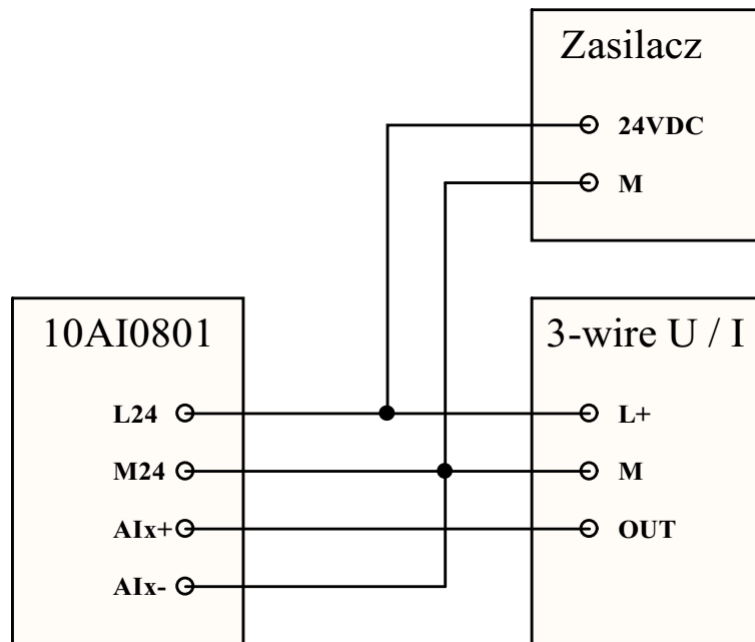 Zasilacz
24VDC
M
10AI0801
L24
M24
AIx+
AIx-
3-wire U / I
L+
M
OUT